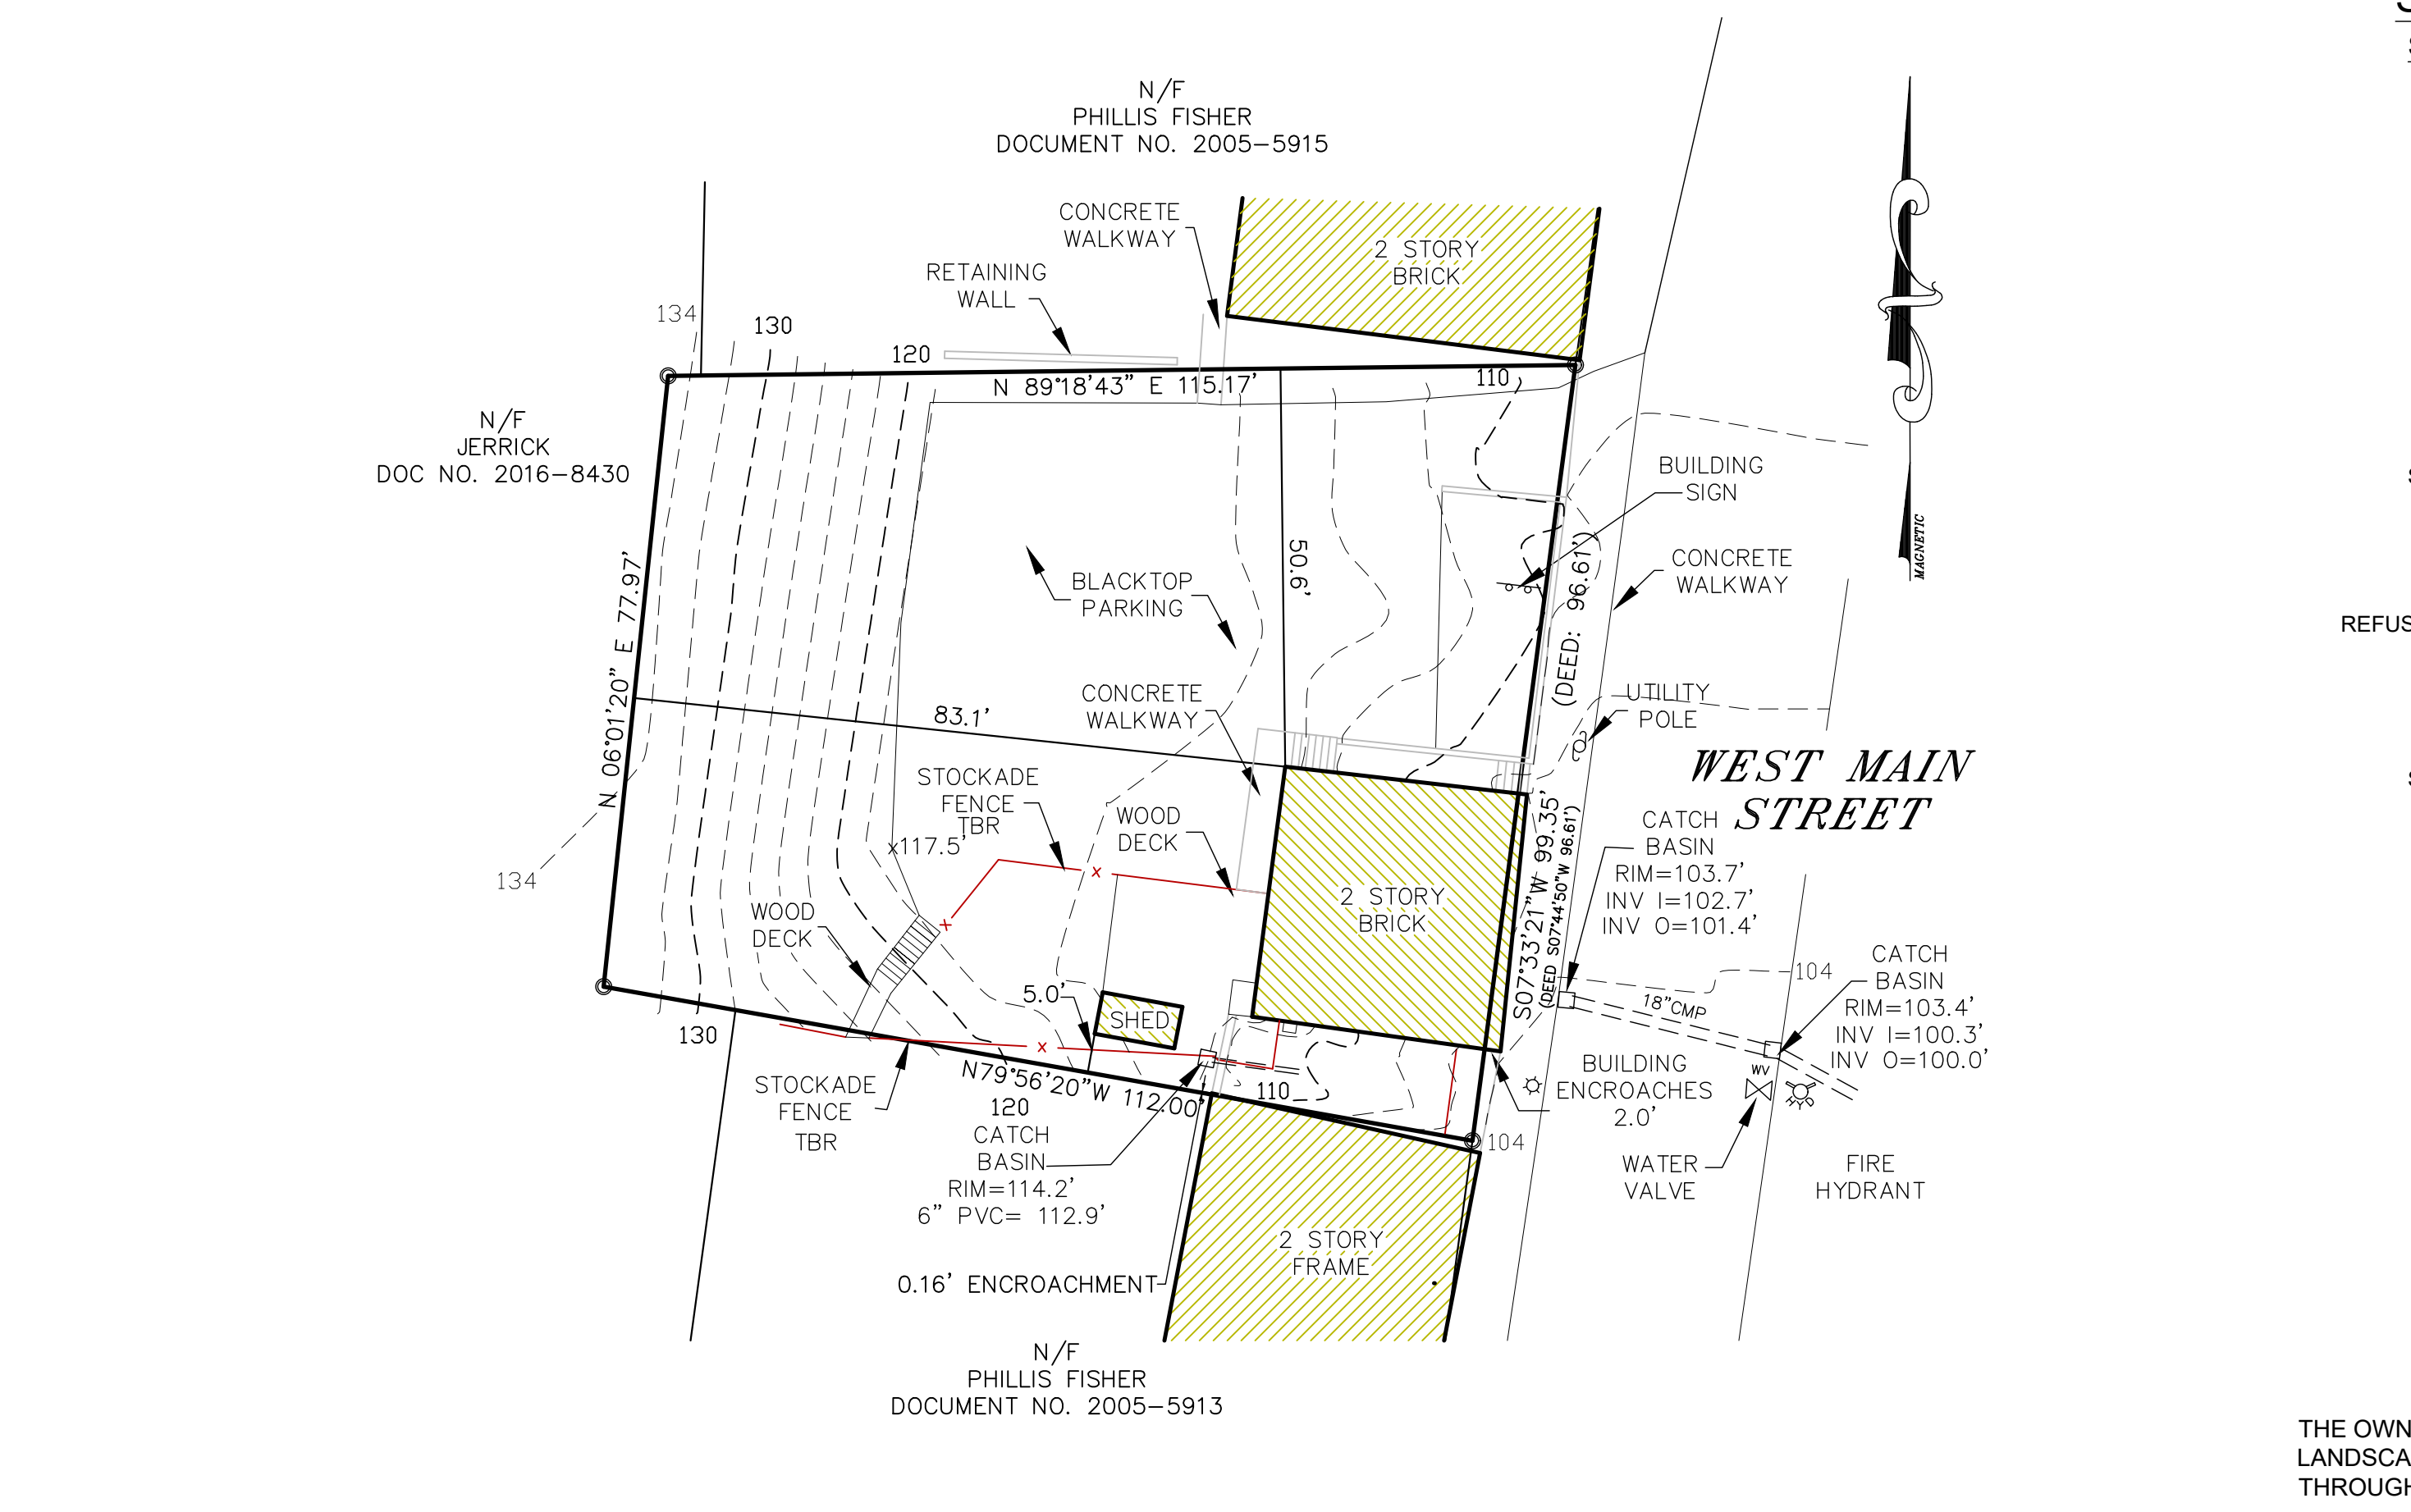 N/F
PHILLIS FISHER
DOCUMENT NO. 2005-5915
CONCRETE
WALKWAY
2 STORY
BRICK
RETAINING
WALL
134
130
120
N 89°18'43" E 115.17'
110
N/F
JERRICK
DOC NO. 2016-8430
BUILDING
SIGN
MAGNETIC
CONCRETE
WALKWAY
BLACKTOP
PARKING
50.6'
(DEED: 96.61')
N 06°01'20" E 77.97'
REFUS
CONCRETE
WALKWAY
UTILITY
POLE
83.1'
WEST MAIN
STREET
STOCKADE
FENCE
TBR
WOOD
DECK
x117.5'
CATCH
BASIN
RIM=103.7'
INV I=102.7'
INV O=101.4'
S07°33'21"W 99.35'
(DEED S07°44'50"W 96.61')
134
2 STORY
BRICK
WOOD
DECK
CATCH
BASIN
RIM=103.4'
INV I=100.3'
INV O=100.0'
104
18"CMP
5.0'
SHED
130
x
x
x
WV
STOCKADE
FENCE
TBR
N79°56'20"W 112.00'
110
BUILDING
ENCROACHES
2.0'
120
CATCH
BASIN
RIM=114.2'
6" PVC= 112.9'
104
WATER
VALVE
FIRE
HYDRANT
2 STORY
FRAME
0.16' ENCROACHMENT
N/F
PHILLIS FISHER
DOCUMENT NO. 2005-5913
THE OWN
LANDSCA
THROUGH